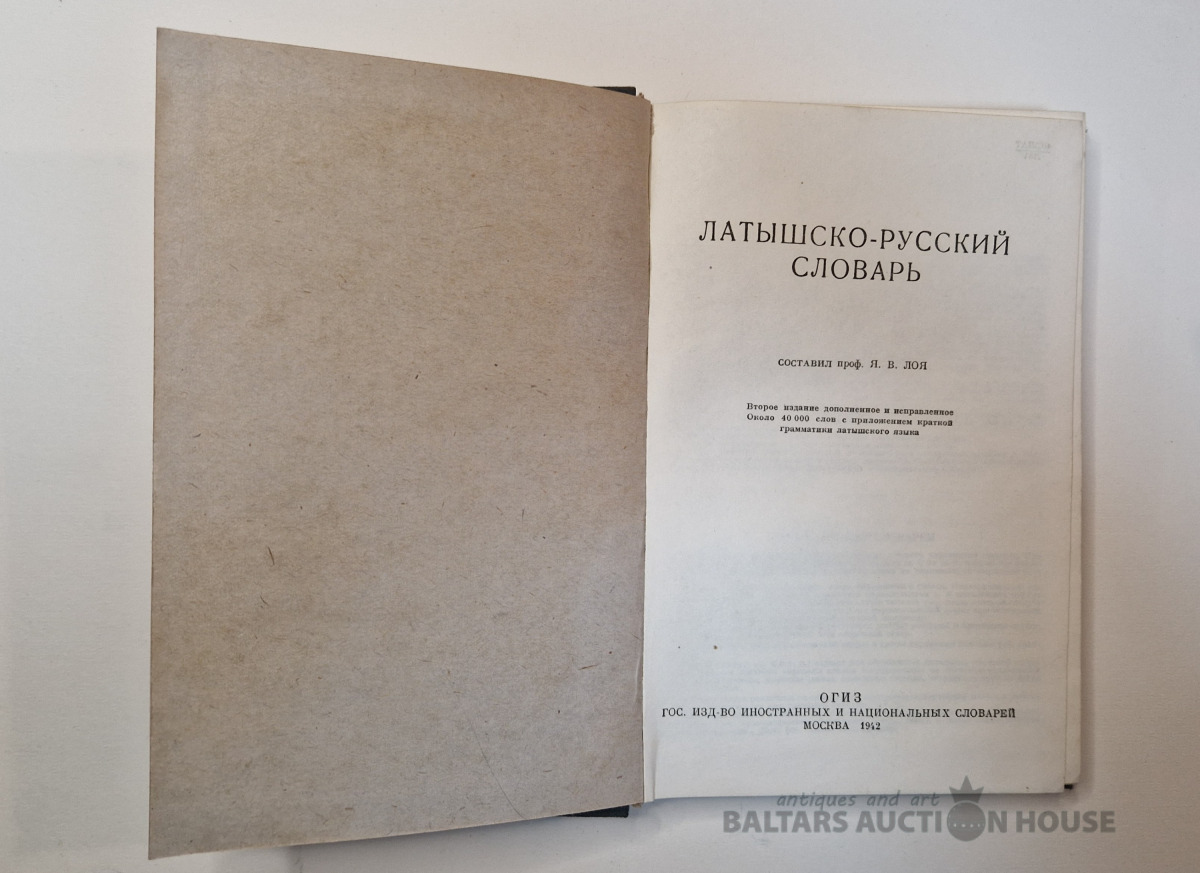 ЛАТЫШСКО-РУССКИЙ
СЛОВАРЬ
СОСТАВИЛ проф. Я. В. ЛОЯ
Второе издание дополненное и исправленное
Около 40 000 слов с приложением краткой
грамматики латышского языка
ОГИЗ
ГОС. ИЗД-ВО ИНОСТРАННЫХ И НАЦИОНАЛЬНЫХ СЛОВАРЕЙ
МОСКВА 1942
antiques and art
BALTARS AUCTION HOUSE